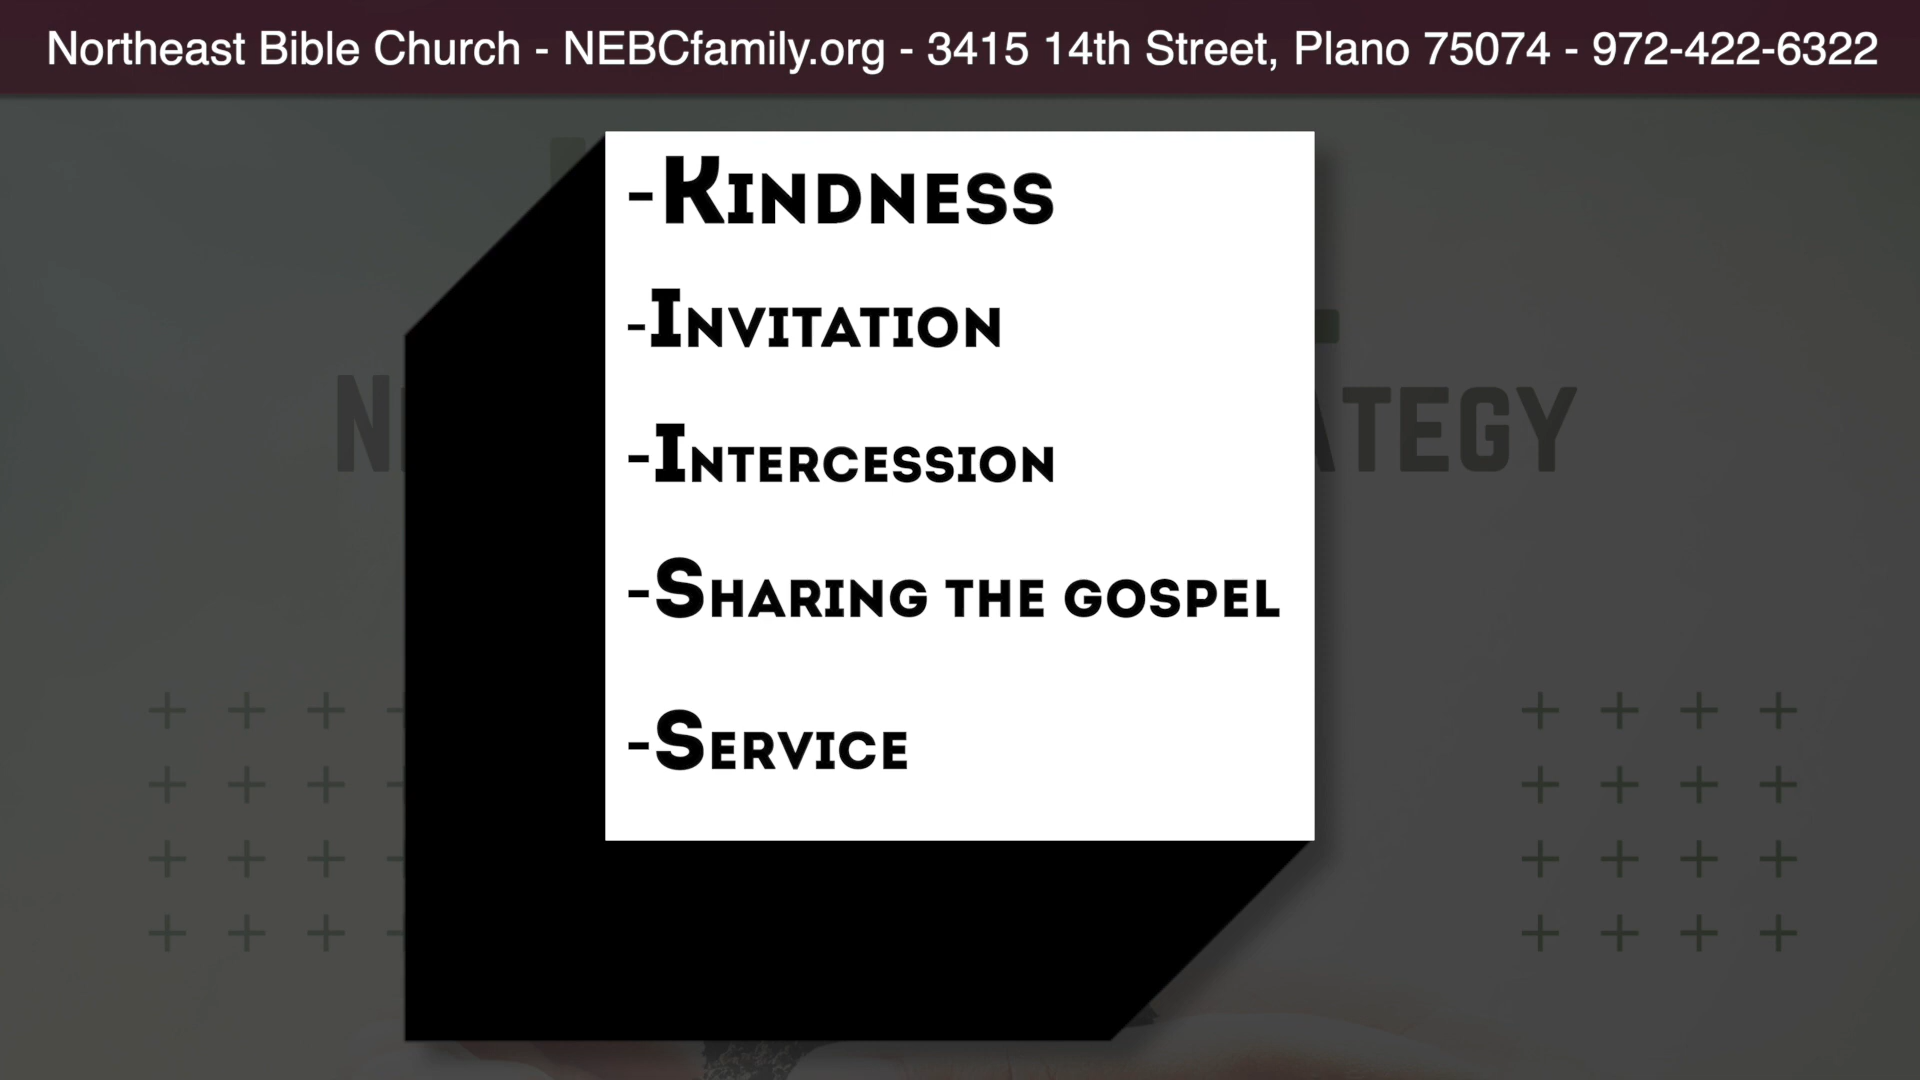 Northeast Bible Church - NEBCfamily.org - 3415 14th Street, Plano 75074 - 972-422-6322
-Kindness
-Invitation
-Intercession
-Sharing the gospel
-Service